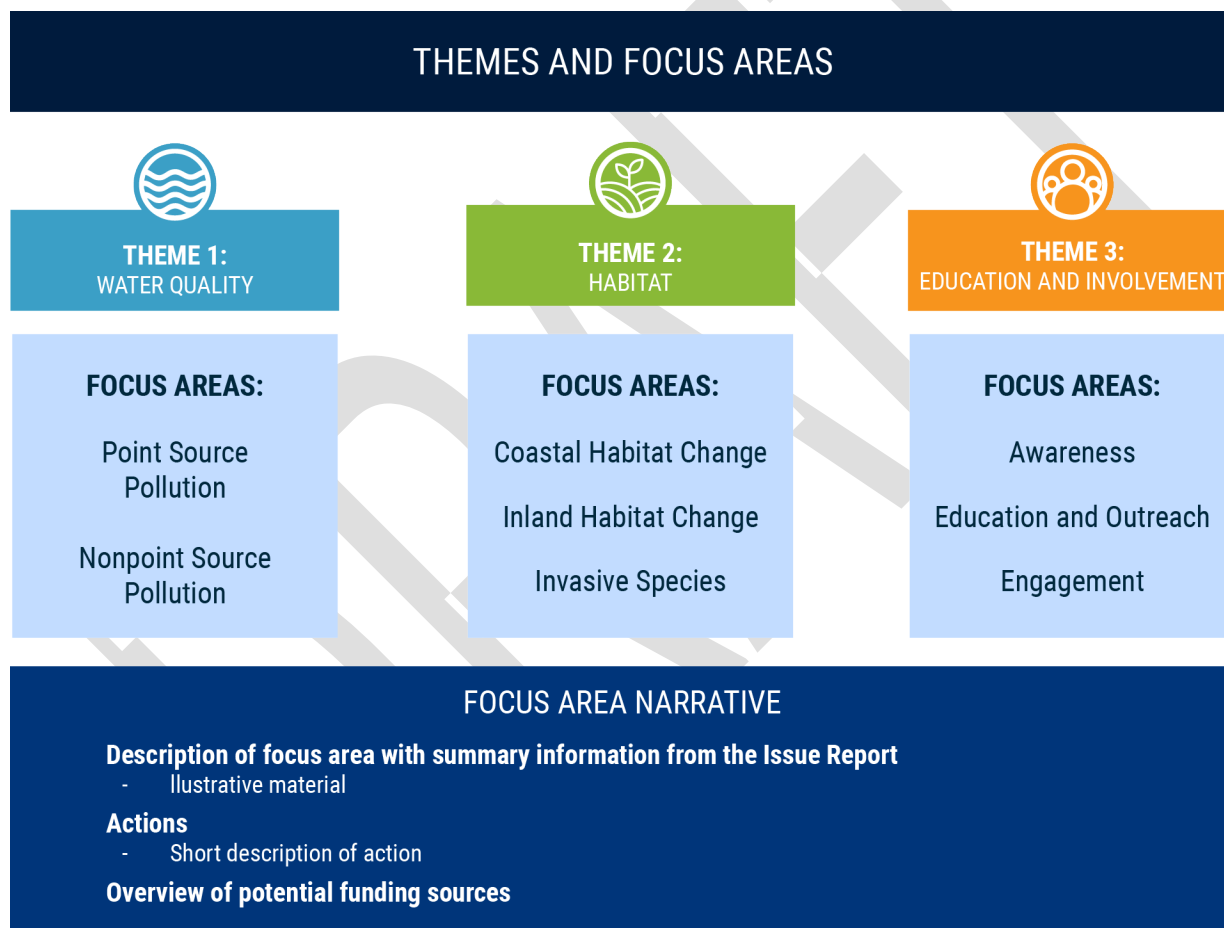 THEMES AND FOCUS AREAS
THEME 1:
WATER QUALITY
THEME 2:
HABITAT
THEME 3:
EDUCATION AND INVOLVEMENT
FOCUS AREAS:
Point Source
Pollution
Nonpoint Source
Pollution
FOCUS AREAS:
Coastal Habitat Change
Inland Habitat Change
Invasive Species
FOCUS AREAS:
Awareness
Education and Outreach
Engagement
FOCUS AREA NARRATIVE
Description of focus area with summary information from the Issue Report
- llustrative material
Actions
- Short description of action
Overview of potential funding sources